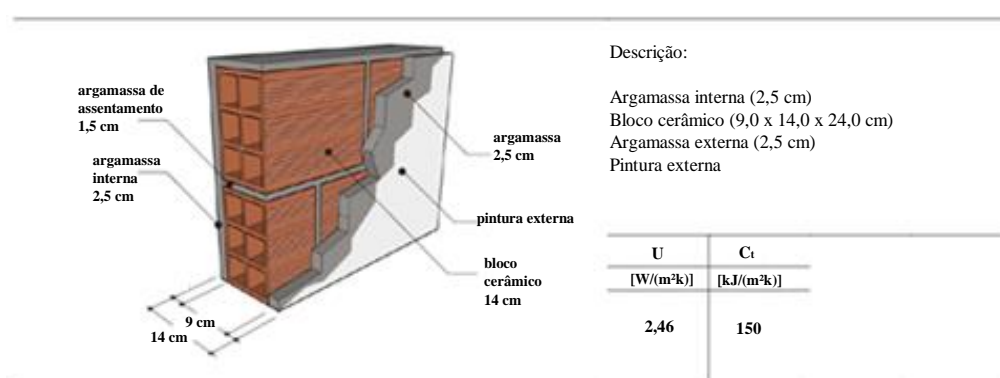 argamassa de
assentamento
1,5 cm
argamassa
interna
2,5 cm
9 cm
14 cm
argamassa
2,5 cm
pintura externa
bloco
cerâmico
14 cm
Descrição:
Argamassa interna (2,5 cm)
Bloco cerâmico (9,0 x 14,0 x 24,0 cm)
Argamassa externa (2,5 cm)
Pintura externa
U Ct
[W/(m²k)] [kJ/(m²k)]
2,46 150